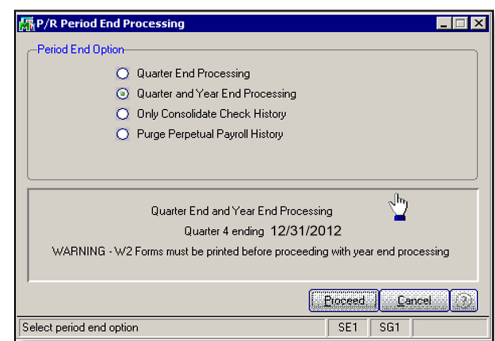 P/R Period End Processing
Period End Option
Quarter End Processing
Quarter and Year End Processing
Only Consolidate Check History
Purge Perpetual Payroll History
Quarter End and Year End Processing
Quarter 4 ending 12/31/2012
WARNING - W2 Forms must be printed before proceeding with year end processing
Proceed Cancel ?
Select period end option SE1 SG1